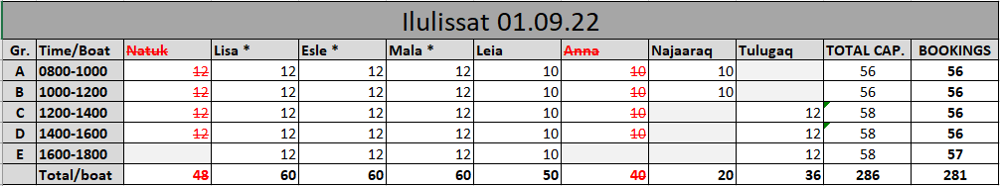 Ilulissat 01.09.22
Gr. Time/Boat Natuk Lisa * Esle * Mala * Leia Anna Najaaraq Tulugaq TOTAL CAP. BOOKINGS
A 0800-1000 12 12 12 12 10 10 10 56 56
B 1000-1200 12 12 12 12 10 10 10 56 56
C 1200-1400 12 12 12 12 10 10 12 58 56
D 1400-1600 12 12 12 12 10 10 12 58 56
E 1600-1800 12 12 12 10 12 58 57
Total/boat 48 60 60 60 50 40 20 36 286 281